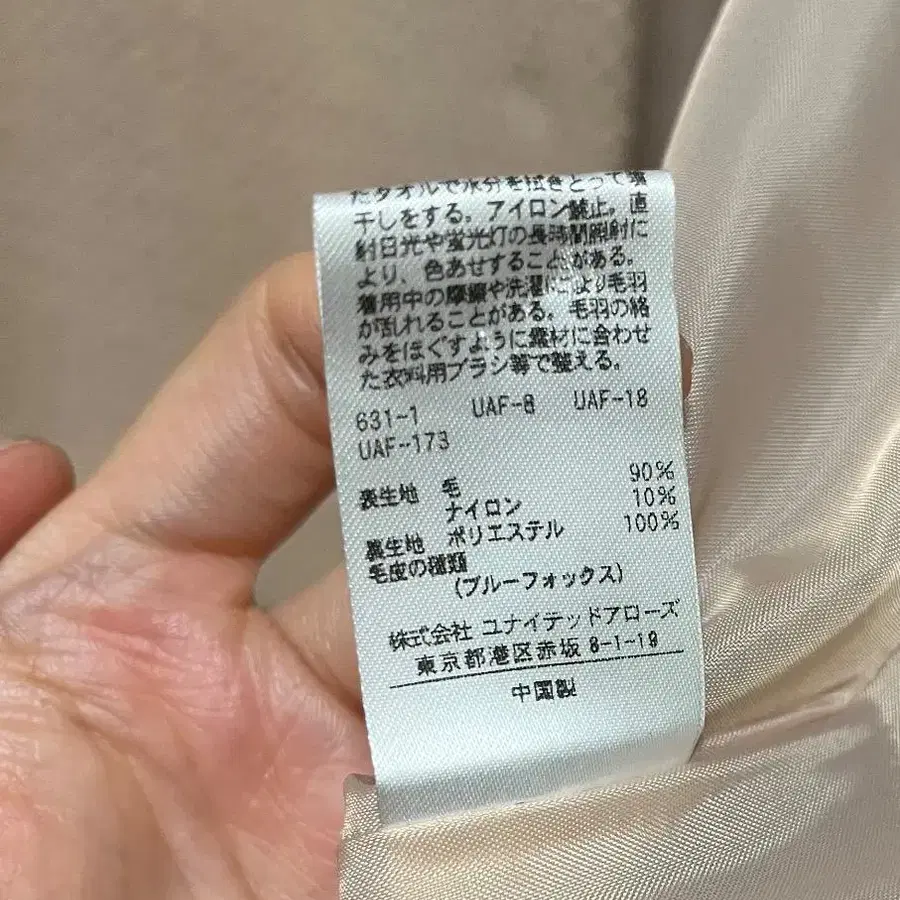 たタオルで水分を拭きとって陰
干しをする。アイロン禁止。直
射日光や蛍光灯の長時間照射に
より、色あせすることがある。
着用中の摩擦や洗濯により毛羽
が乱れることがある。毛羽の絡
みをほぐすように素材に合わせ
た衣料用ブラシ等で整える。
631-1 UAF-8 UAF-18
UAF-173
表生地 毛 90%
ナイロン 10%
裏生地 ポリエステル 100%
毛皮の種類
(ブルーフォックス)
株式会社 ユナイテッドアローズ
東京都港区赤坂 8-1-19
中国製